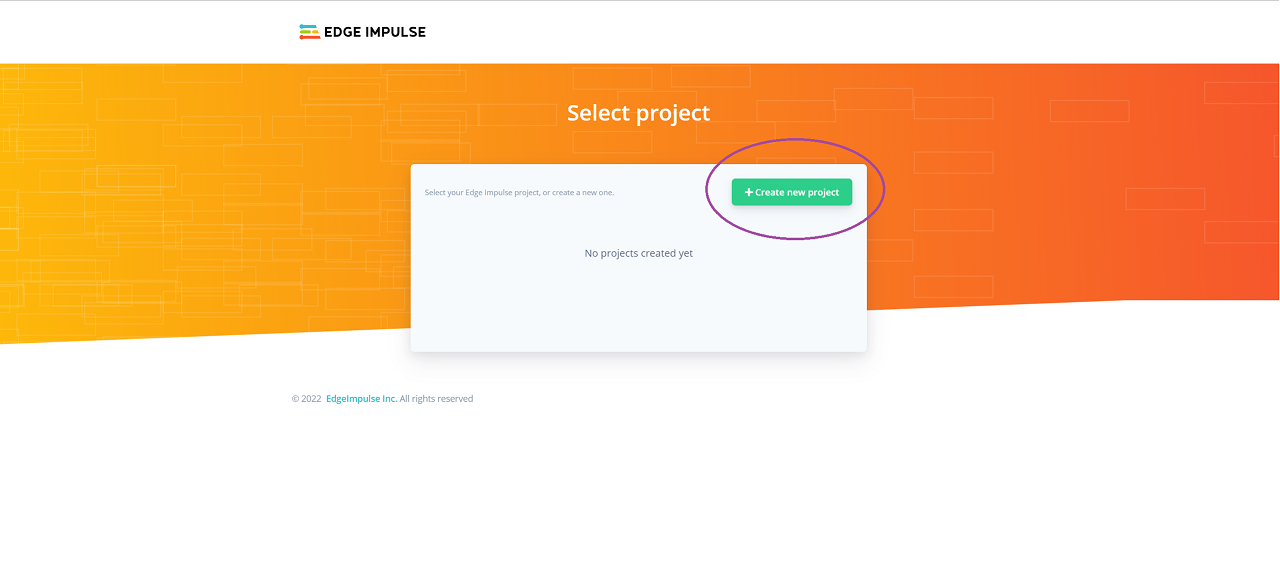 EDGE IMPULSE
Select project
Select your Edge Impulse project, or create a new one.
+ Create new project
No projects created yet
© 2022 EdgeImpulse Inc. All rights reserved